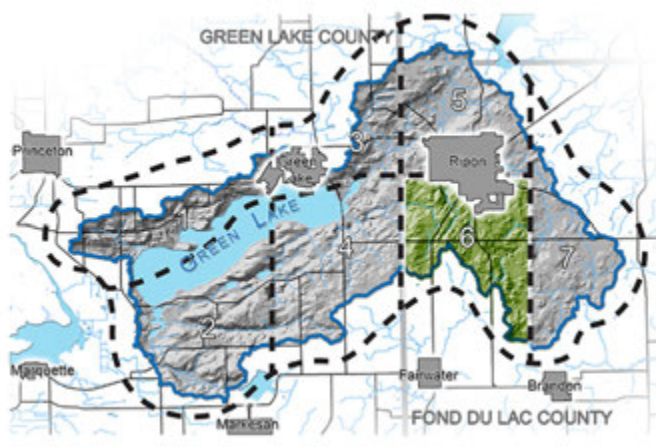 GREEN LAKE COUNTY
5
3
Princeton
Green
Lake
Ripon
1
GREEN LAKE
6
4
7
2
Marquette
Fairwater
Brandon
Markesan
FOND DU LAC COUNTY